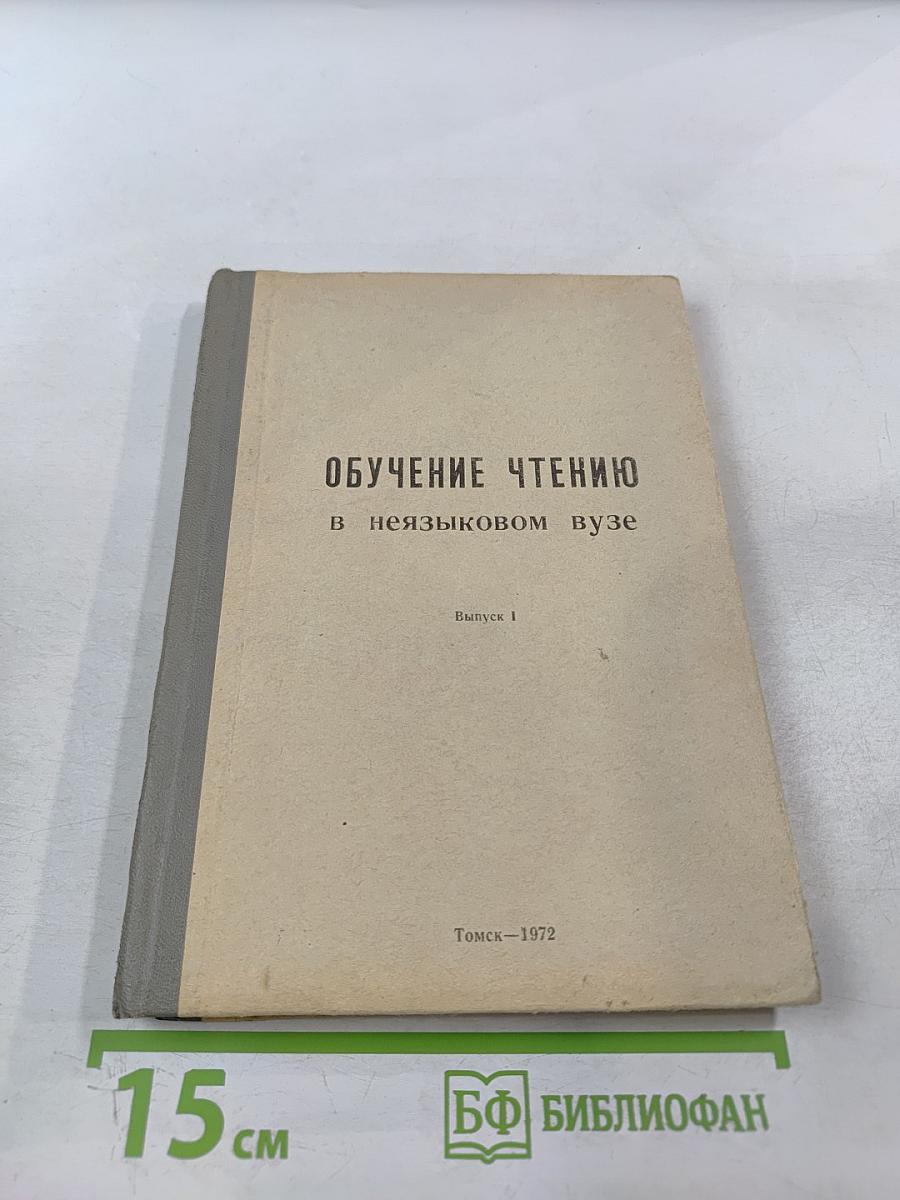 ОБУЧЕНИЕ ЧТЕНИЮ
в неязыковом вузе
Выпуск I
Томск—1972
15 см
БФ БИБЛИОФАН